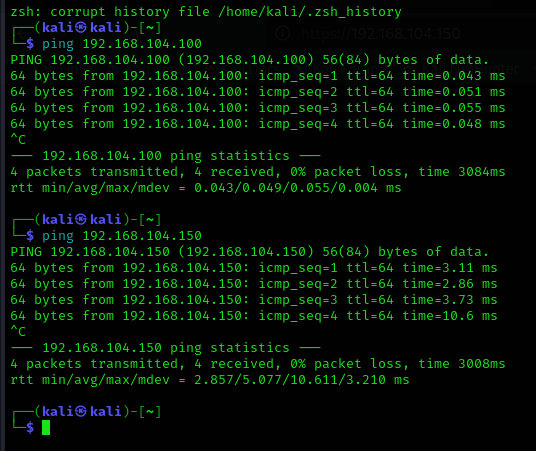 zsh: corrupt history file /home/kali/.zsh_history
┌──(kali㉿kali)-[~]
└─$ ping 192.168.104.100
PING 192.168.104.100 (192.168.104.100) 56(84) bytes of data.
64 bytes from 192.168.104.100: icmp_seq=1 ttl=64 time=0.043 ms
64 bytes from 192.168.104.100: icmp_seq=2 ttl=64 time=0.051 ms
64 bytes from 192.168.104.100: icmp_seq=3 ttl=64 time=0.055 ms
64 bytes from 192.168.104.100: icmp_seq=4 ttl=64 time=0.048 ms
^C
--- 192.168.104.100 ping statistics ---
4 packets transmitted, 4 received, 0% packet loss, time 3084ms
rtt min/avg/max/mdev = 0.043/0.049/0.055/0.004 ms
┌──(kali㉿kali)-[~]
└─$ ping 192.168.104.150
PING 192.168.104.150 (192.168.104.150) 56(84) bytes of data.
64 bytes from 192.168.104.150: icmp_seq=1 ttl=64 time=3.11 ms
64 bytes from 192.168.104.150: icmp_seq=2 ttl=64 time=2.86 ms
64 bytes from 192.168.104.150: icmp_seq=3 ttl=64 time=3.73 ms
64 bytes from 192.168.104.150: icmp_seq=4 ttl=64 time=10.6 ms
^C
--- 192.168.104.150 ping statistics ---
4 packets transmitted, 4 received, 0% packet loss, time 3008ms
rtt min/avg/max/mdev = 2.857/5.077/10.611/3.210 ms
┌──(kali㉿kali)-[~]
└─$